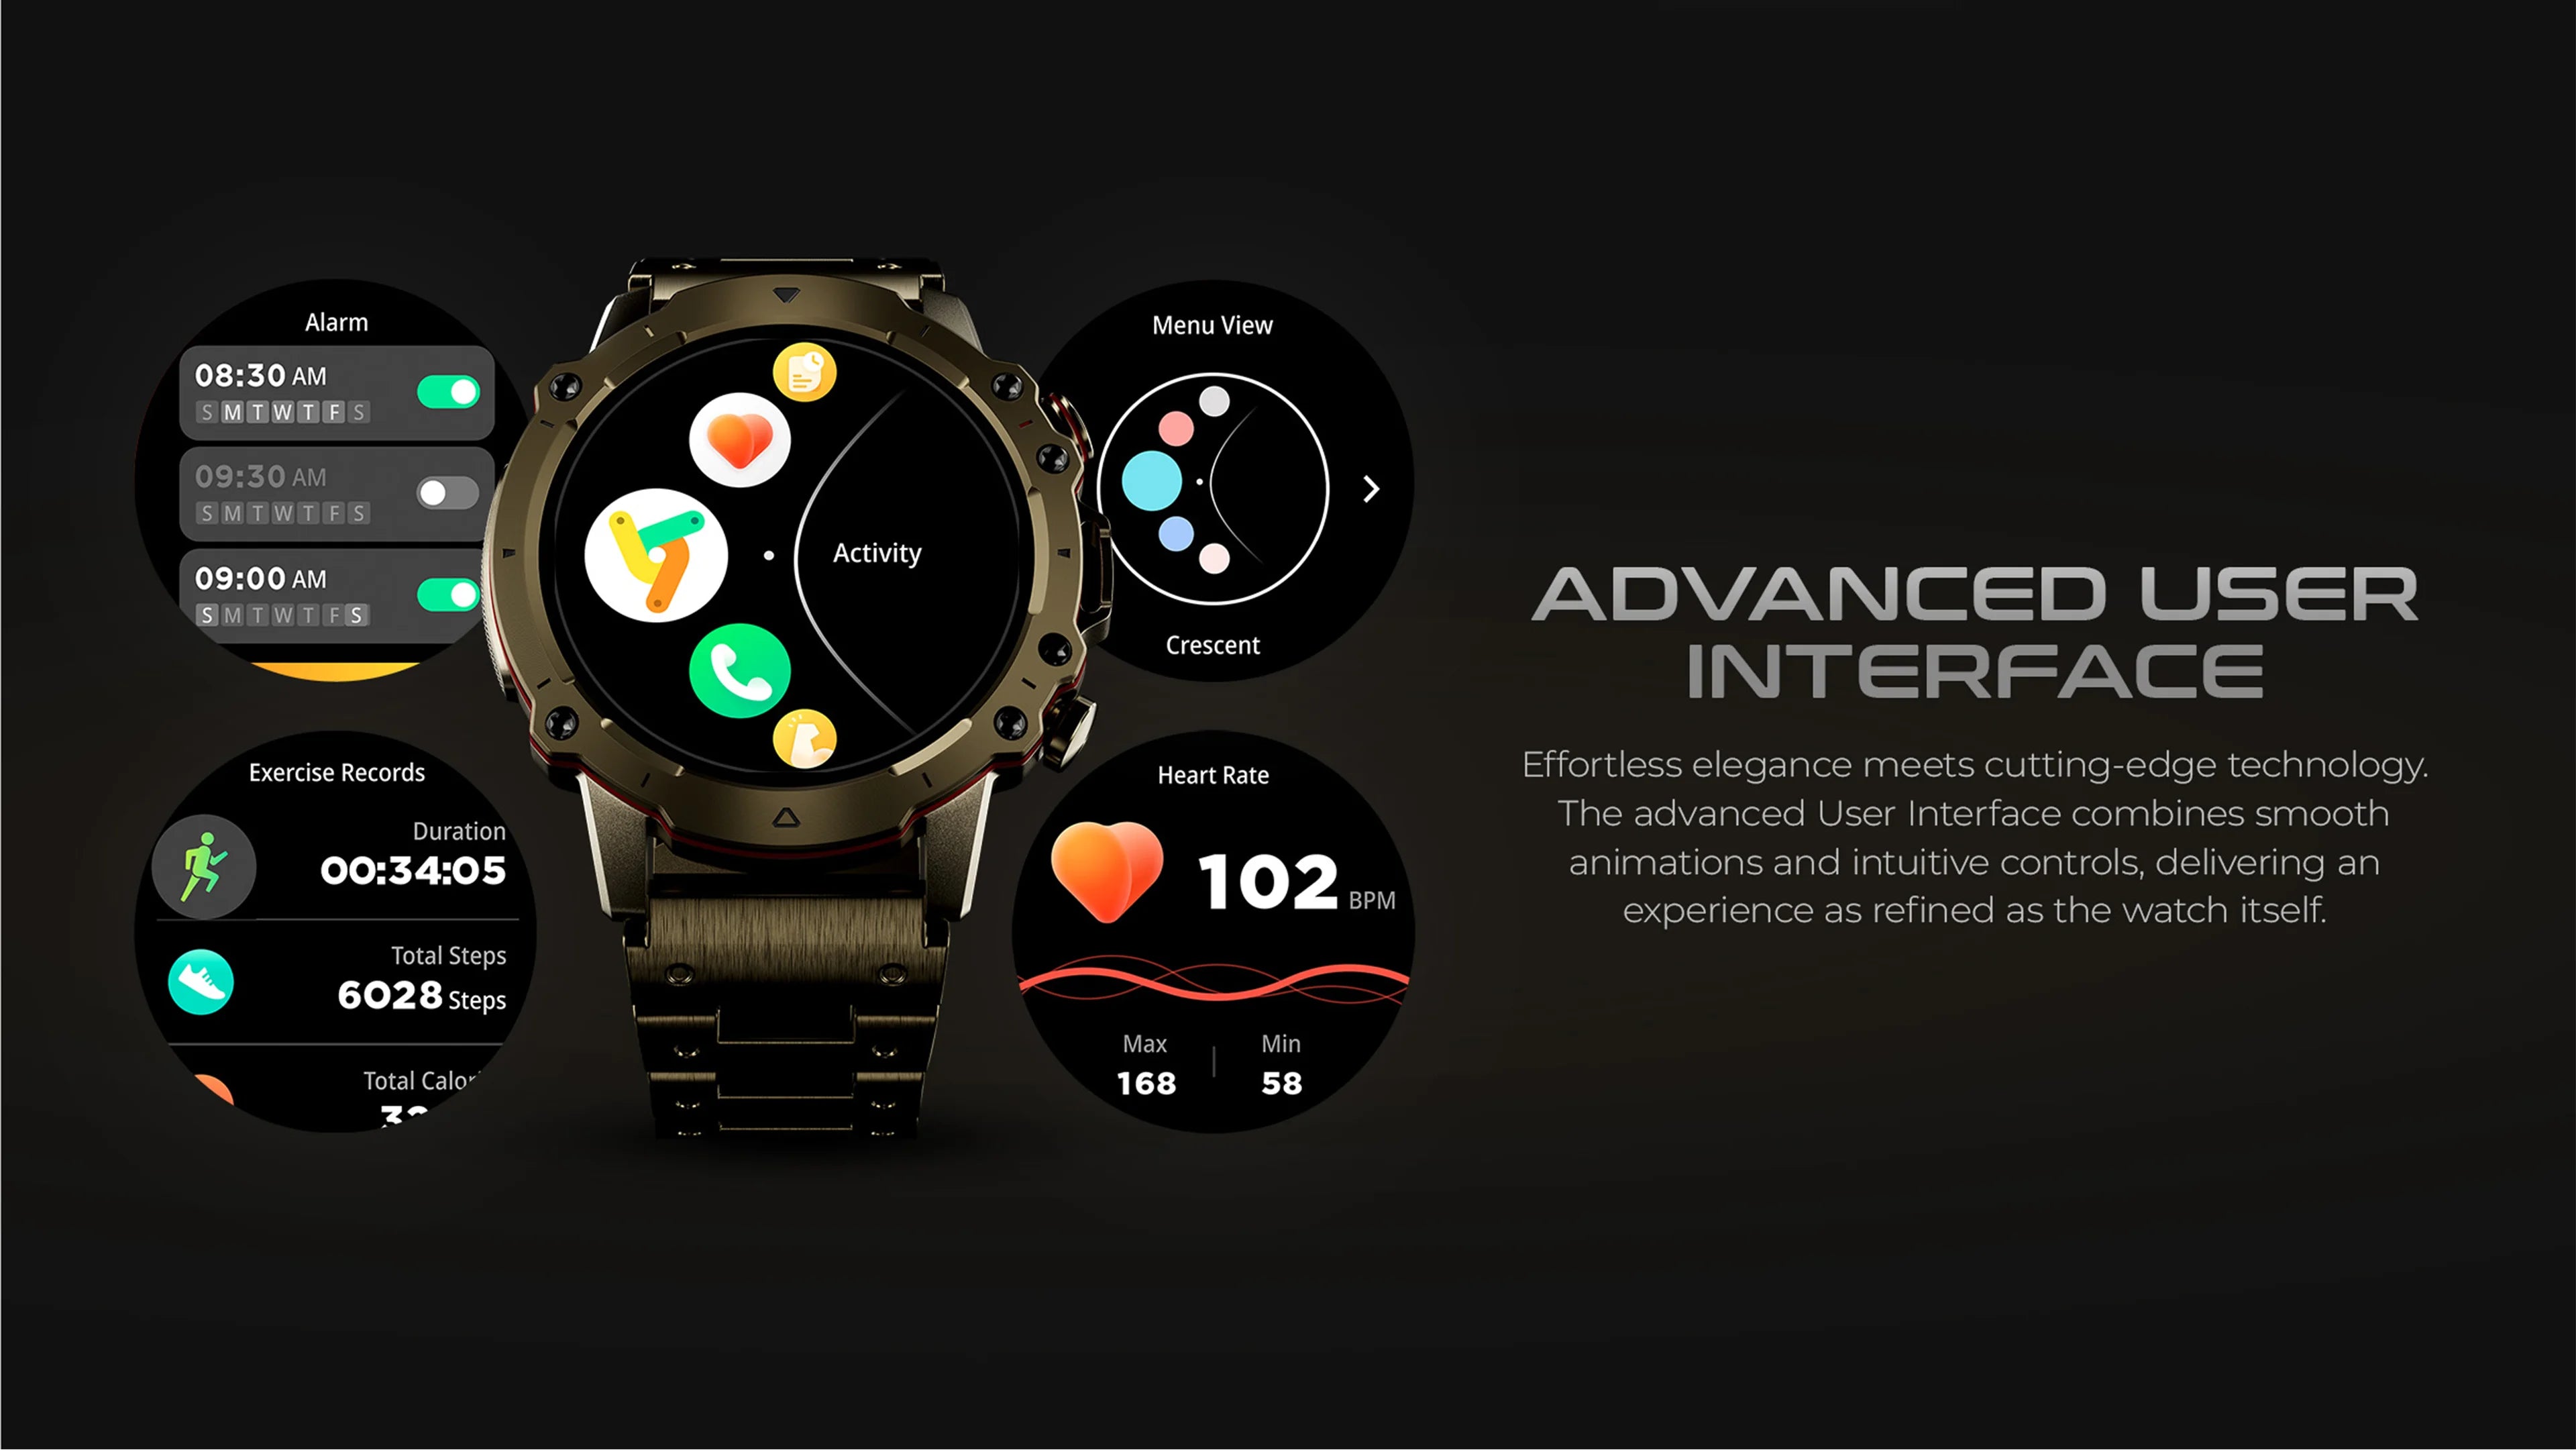 Alarm
08:30 AM
S M T W T F S
09:30 AM
S M T W T F S
09:00 AM
S M T W T F S
Activity
Menu View
Crescent
Exercise Records
Duration
00:34:05
Total Steps
6028 Steps
Total
Heart Rate
102 BPM
Max
168
Min
58
ADVANCED USER
INTERFACE
Effortless elegance meets cutting-edge technology.
The advanced User Interface combines smooth
animations and intuitive controls, delivering an
experience as refined as the watch itself.